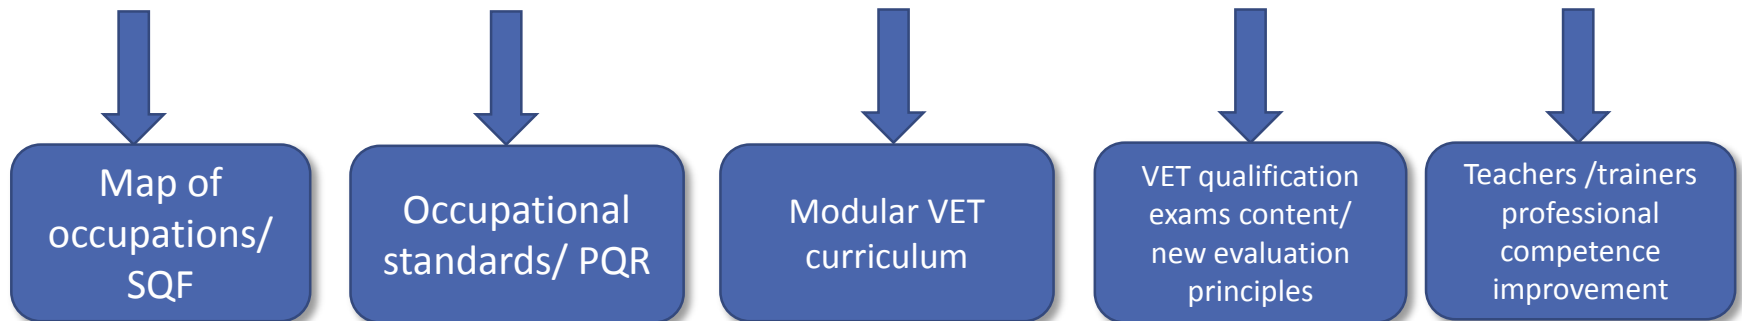 Map of
occupations/
SQF
Occupational
standards/ PQR
Modular VET
curriculum
VET qualification
exams content/
new evaluation
principles
Teachers /trainers
professional
competence
improvement